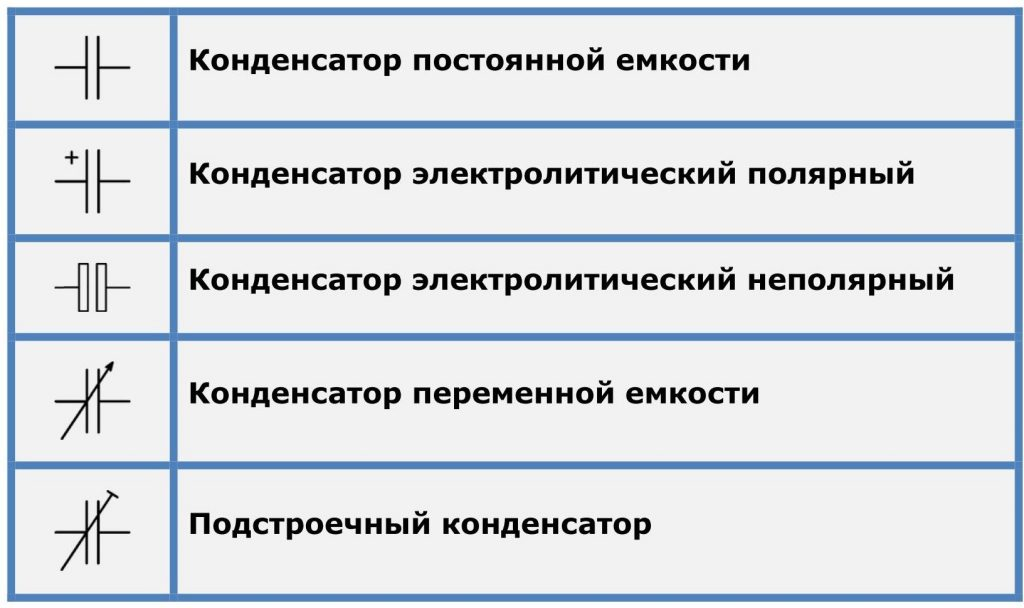 Конденсатор постоянной емкости
+
Конденсатор электролитический полярный
Конденсатор электролитический неполярный
Конденсатор переменной емкости
Подстроечный конденсатор